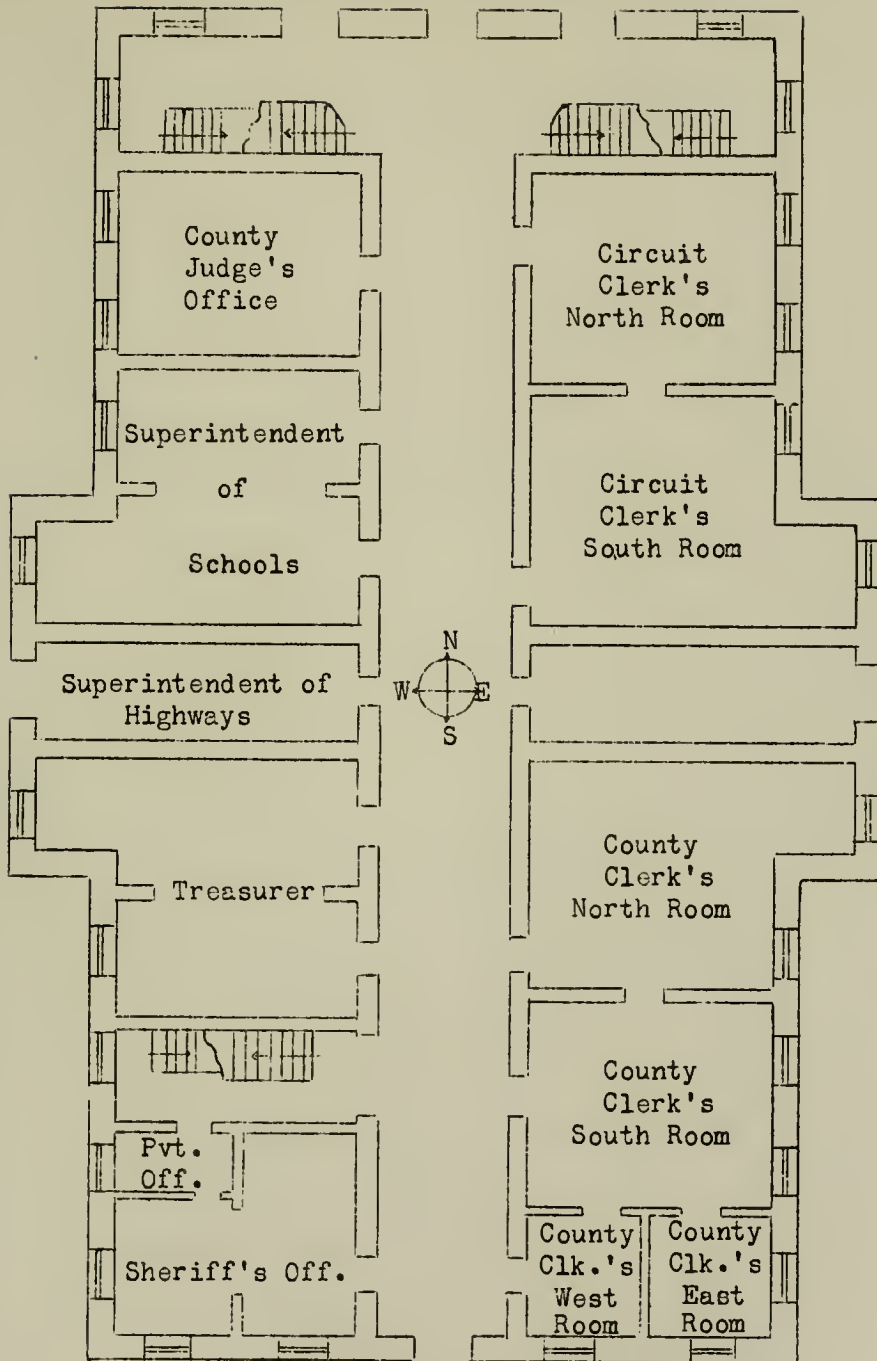 County
Judge's
Office
Circuit
Clerk's
North Room
Superintendent
of
Schools
Circuit
Clerk's
South Room
N
W E
S
Superintendent of
Highways
Treasurer
County
Clerk's
North Room
County
Clerk's
South Room
Pvt.
Off.
Sheriff's Off.
County
Clk.'s
West
Room
County
Clk.'s
East
Room